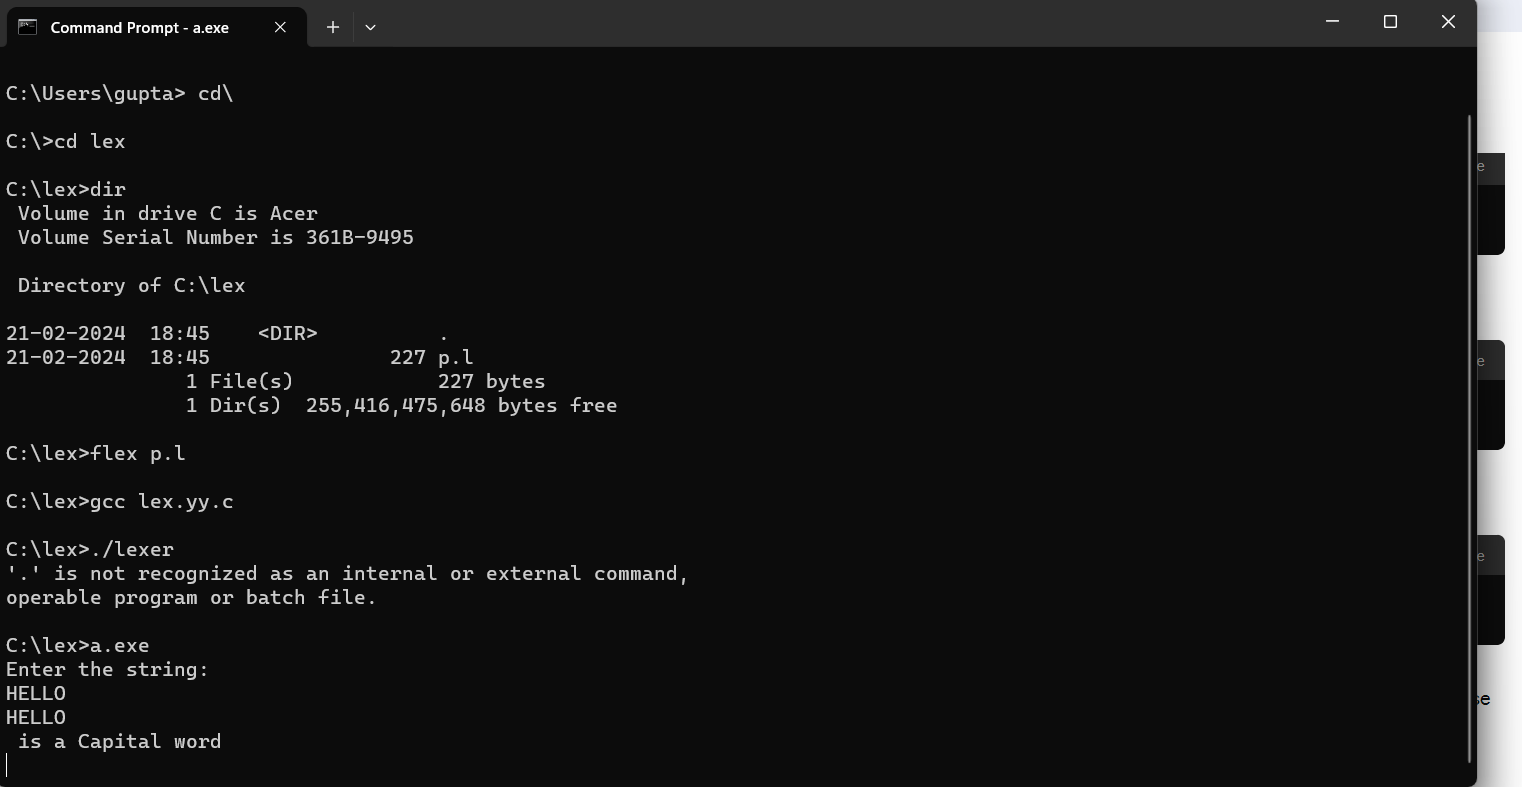 Command Prompt - a.exe
C:\Users\gupta> cd\
C:\>cd lex
C:\lex>dir
 Volume in drive C is Acer
 Volume Serial Number is 361B-9495
 Directory of C:\lex
21-02-2024  18:45    <DIR>          .
21-02-2024  18:45               227 p.l
               1 File(s)            227 bytes
               1 Dir(s)  255,416,475,648 bytes free
C:\lex>flex p.l
C:\lex>gcc lex.yy.c
C:\lex>./lexer
'.' is not recognized as an internal or external command,
operable program or batch file.
C:\lex>a.exe
Enter the string:
HELLO
HELLO
 is a Capital word